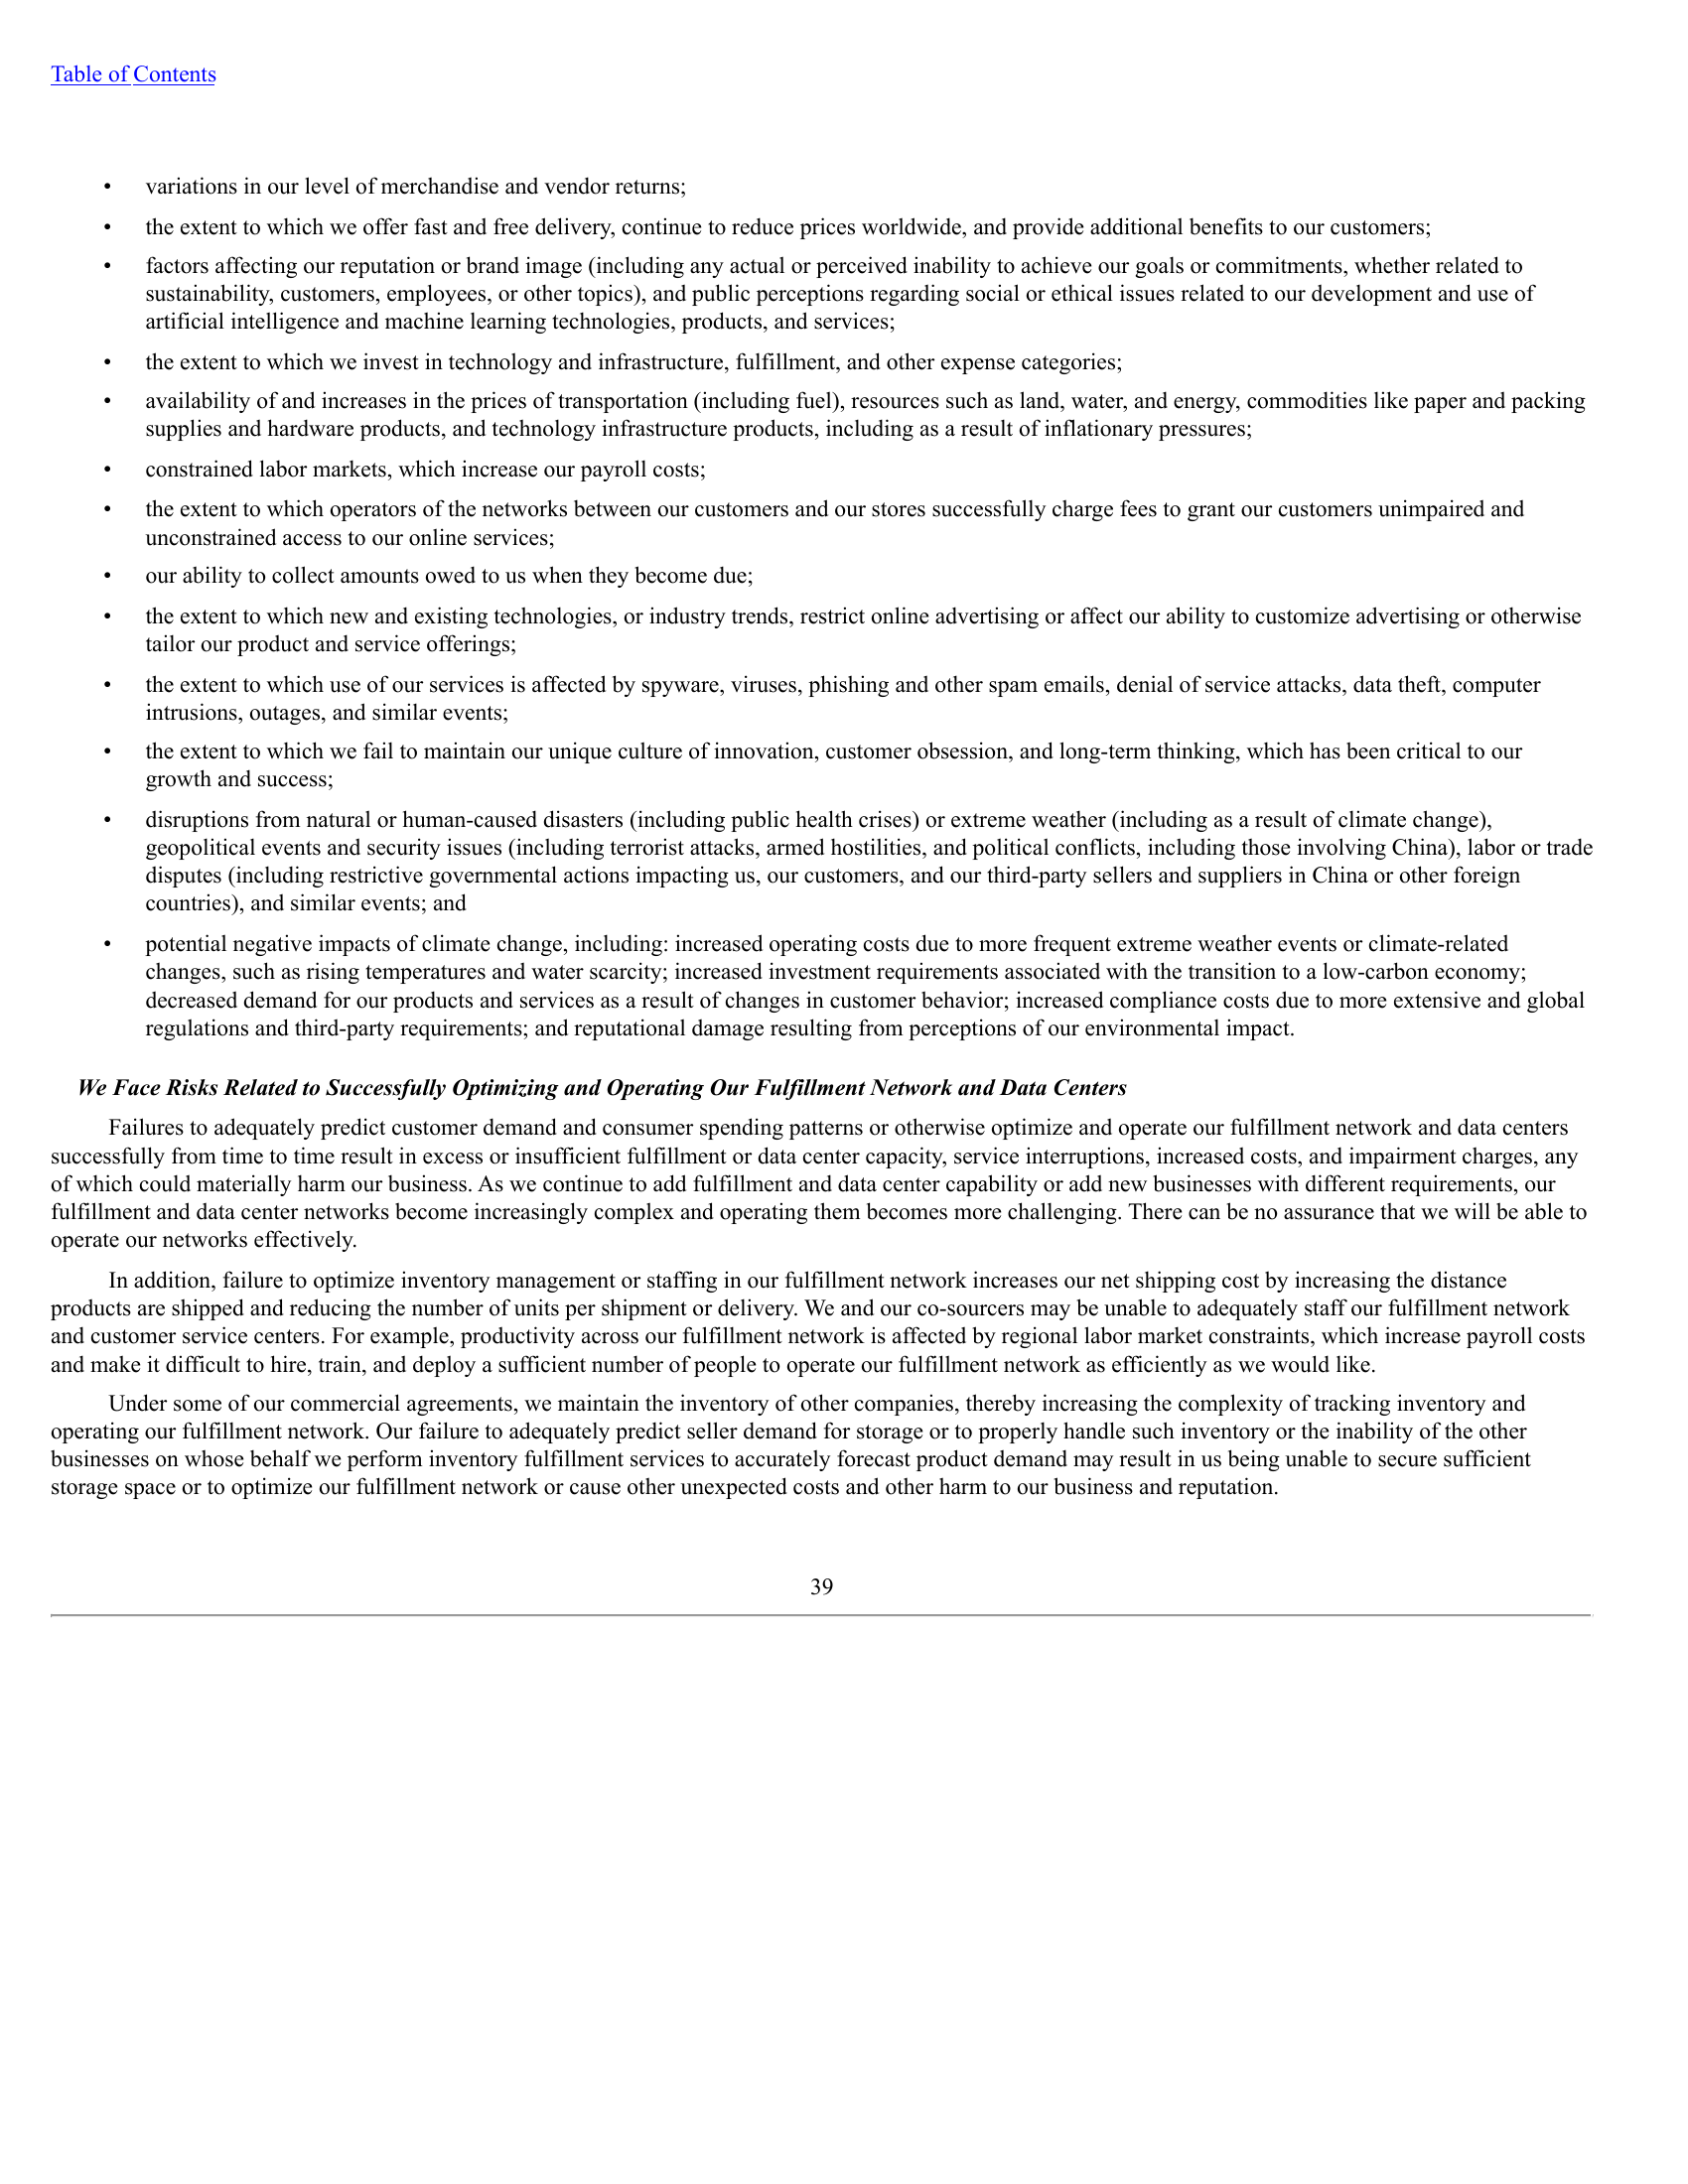 Table of Contents
• variations in our level of merchandise and vendor returns;
• the extent to which we offer fast and free delivery, continue to reduce prices worldwide, and provide additional benefits to our customers;
• factors affecting our reputation or brand image (including any actual or perceived inability to achieve our goals or commitments, whether related to
sustainability, customers, employees, or other topics), and public perceptions regarding social or ethical issues related to our development and use of
artificial intelligence and machine learning technologies, products, and services;
• the extent to which we invest in technology and infrastructure, fulfillment, and other expense categories;
• availability of and increases in the prices of transportation (including fuel), resources such as land, water, and energy, commodities like paper and packing
supplies and hardware products, and technology infrastructure products, including as a result of inflationary pressures;
• constrained labor markets, which increase our payroll costs;
• the extent to which operators of the networks between our customers and our stores successfully charge fees to grant our customers unimpaired and
unconstrained access to our online services;
• our ability to collect amounts owed to us when they become due;
• the extent to which new and existing technologies, or industry trends, restrict online advertising or affect our ability to customize advertising or otherwise
tailor our product and service offerings;
• the extent to which use of our services is affected by spyware, viruses, phishing and other spam emails, denial of service attacks, data theft, computer
intrusions, outages, and similar events;
• the extent to which we fail to maintain our unique culture of innovation, customer obsession, and long-term thinking, which has been critical to our
growth and success;
• disruptions from natural or human-caused disasters (including public health crises) or extreme weather (including as a result of climate change),
geopolitical events and security issues (including terrorist attacks, armed hostilities, and political conflicts, including those involving China), labor or trade
disputes (including restrictive governmental actions impacting us, our customers, and our third-party sellers and suppliers in China or other foreign
countries), and similar events; and
• potential negative impacts of climate change, including: increased operating costs due to more frequent extreme weather events or climate-related
changes, such as rising temperatures and water scarcity; increased investment requirements associated with the transition to a low-carbon economy;
decreased demand for our products and services as a result of changes in customer behavior; increased compliance costs due to more extensive and global
regulations and third-party requirements; and reputational damage resulting from perceptions of our environmental impact.
We Face Risks Related to Successfully Optimizing and Operating Our Fulfillment Network and Data Centers
Failures to adequately predict customer demand and consumer spending patterns or otherwise optimize and operate our fulfillment network and data centers
successfully from time to time result in excess or insufficient fulfillment or data center capacity, service interruptions, increased costs, and impairment charges, any
of which could materially harm our business. As we continue to add fulfillment and data center capability or add new businesses with different requirements, our
fulfillment and data center networks become increasingly complex and operating them becomes more challenging. There can be no assurance that we will be able to
operate our networks effectively.
In addition, failure to optimize inventory management or staffing in our fulfillment network increases our net shipping cost by increasing the distance
products are shipped and reducing the number of units per shipment or delivery. We and our co-sourcers may be unable to adequately staff our fulfillment network
and customer service centers. For example, productivity across our fulfillment network is affected by regional labor market constraints, which increase payroll costs
and make it difficult to hire, train, and deploy a sufficient number of people to operate our fulfillment network as efficiently as we would like.
Under some of our commercial agreements, we maintain the inventory of other companies, thereby increasing the complexity of tracking inventory and
operating our fulfillment network. Our failure to adequately predict seller demand for storage or to properly handle such inventory or the inability of the other
businesses on whose behalf we perform inventory fulfillment services to accurately forecast product demand may result in us being unable to secure sufficient
storage space or to optimize our fulfillment network or cause other unexpected costs and other harm to our business and reputation.
39